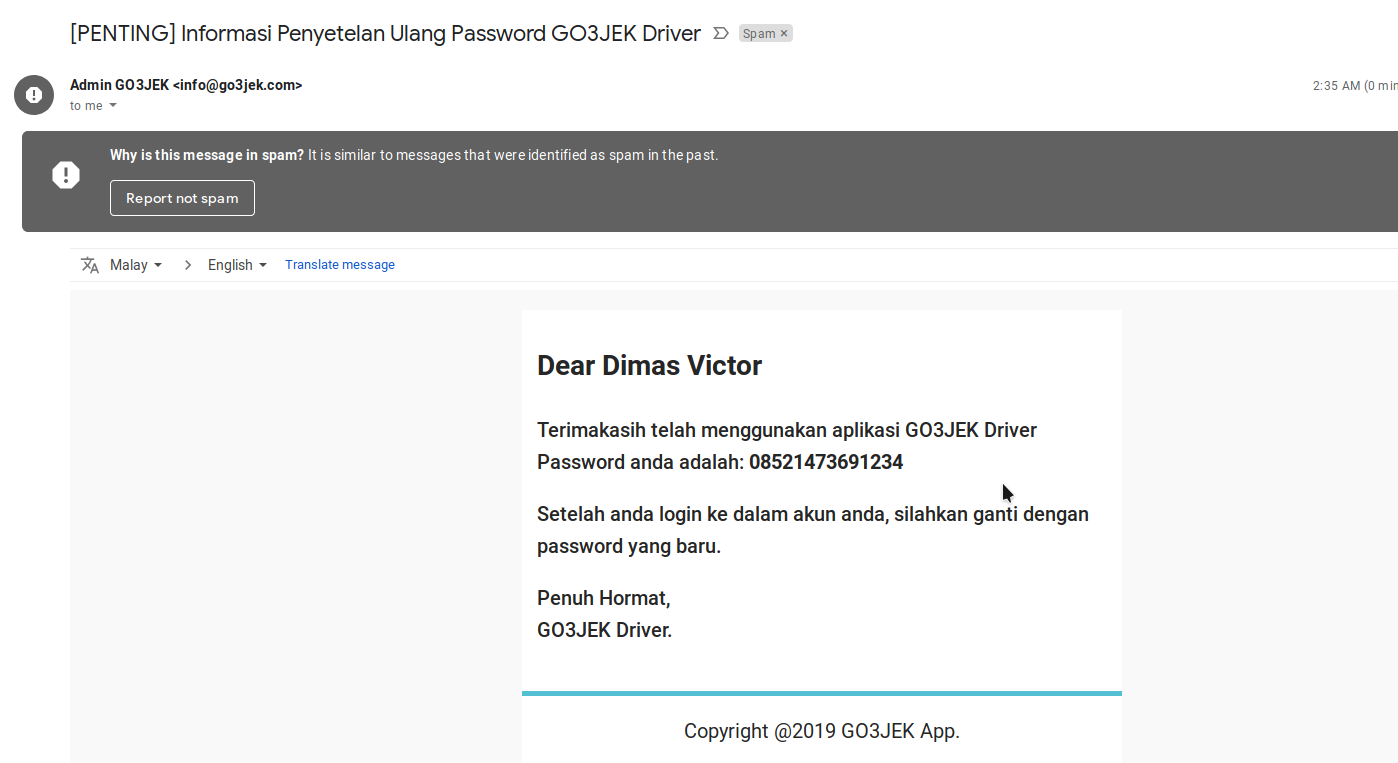 [PENTING] Informasi Penyetelan Ulang Password GO3JEK Driver Spam ×
Admin GO3JEK <info@go3jek.com> 2:35 AM (0 min
to me
Why is this message in spam? It is similar to messages that were identified as spam in the past.
Report not spam
Malay > English Translate message
Dear Dimas Victor
Terimakasih telah menggunakan aplikasi GO3JEK Driver
Password anda adalah: 08521473691234
Setelah anda login ke dalam akun anda, silahkan ganti dengan
password yang baru.
Penuh Hormat,
GO3JEK Driver.
Copyright @2019 GO3JEK App.